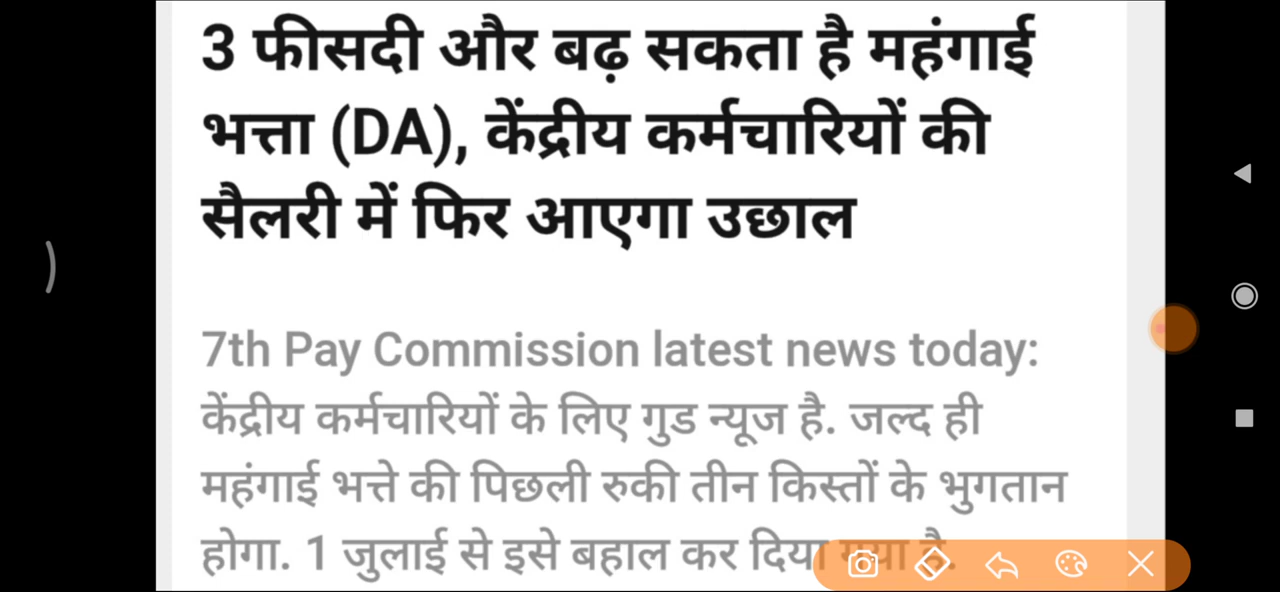 3 फीसदी और बढ़ सकता है महंगाई
भत्ता (DA), केंद्रीय कर्मचारियों की
सैलरी में फिर आएगा उछाल
7th Pay Commission latest news today:
केंद्रीय कर्मचारियों के लिए गुड न्यूज है. जल्द ही
महंगाई भत्ते की पिछली रुकी तीन किस्तों के भुगतान
होगा. 1 जुलाई से इसे बहाल कर दिया गया है.